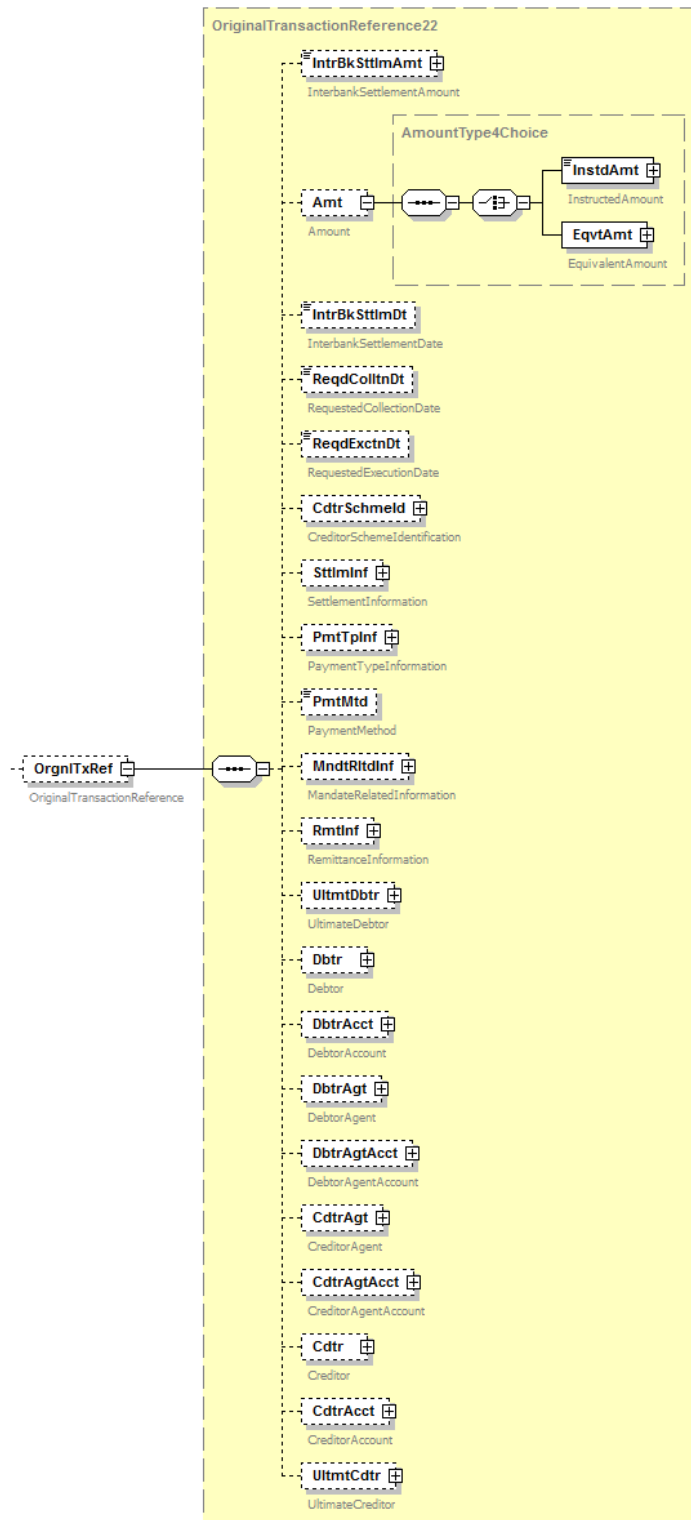 OriginalTransactionReference22
IntrBkSttlmAmt
InterbankSettlementAmount
AmountType4Choice
InstdAmt
InstructedAmount
Amt
Amount
EqvtAmt
EquivalentAmount
IntrBkSttlmDt
InterbankSettlementDate
ReqdColltnDt
RequestedCollectionDate
ReqdExctnDt
RequestedExecutionDate
CdtrSchmeId
CreditorSchemeIdentification
SttlmInf
SettlementInformation
PmtTpInf
PaymentTypeInformation
PmtMtd
PaymentMethod
OrgnlTxRef
OriginalTransactionReference
MndtRltdInf
MandateRelatedInformation
RmtInf
RemittanceInformation
UltmtDbtr
UltimateDebtor
Dbtr
Debtor
DbtrAcct
DebtorAccount
DbtrAgt
DebtorAgent
DbtrAgtAcct
DebtorAgentAccount
CdtrAgt
CreditorAgent
CdtrAgtAcct
CreditorAgentAccount
Cdtr
Creditor
CdtrAcct
CreditorAccount
UltmtCdtr
UltimateCreditor